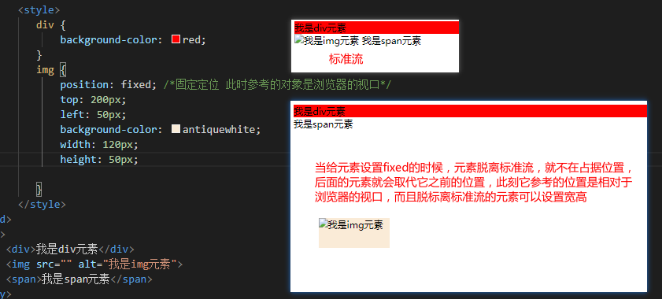 <style>
div {
background-color: red;
}
img {
position: fixed; /*固定定位 此时参考的对象是浏览器的视口*/
top: 200px;
left: 50px;
background-color: antiquewhite;
width: 120px;
height: 50px;
}
</style>
d>
>
<div>我是div元素</div>
<img src="" alt="我是img元素">
<span>我是span元素</span>
y>
我是div元素
我是img元素 我是span元素
标准流
我是div元素
我是span元素
当给元素设置fixed的时候，元素脱离标准流，就不在占据位置，
后面的元素就会取代它之前的位置，此刻它参考的位置是相对于
浏览器的视口，而且脱标离标准流的元素可以设置宽高
我是img元素